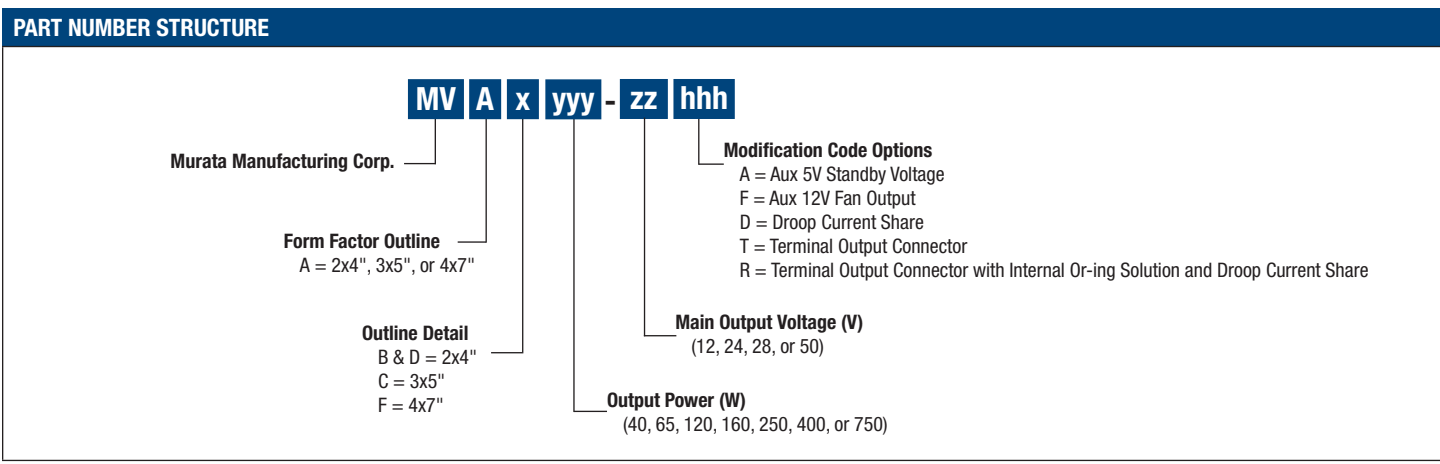 PART NUMBER STRUCTURE
MV A x yyy - zz hhh
Murata Manufacturing Corp.
Form Factor Outline
A = 2x4", 3x5", or 4x7"
Outline Detail
B & D = 2x4"
C = 3x5"
F = 4x7"
Output Power (W)
(40, 65, 120, 160, 250, 400, or 750)
Main Output Voltage (V)
(12, 24, 28, or 50)
Modification Code Options
A = Aux 5V Standby Voltage
F = Aux 12V Fan Output
D = Droop Current Share
T = Terminal Output Connector
R = Terminal Output Connector with Internal Or-ing Solution and Droop Current Share